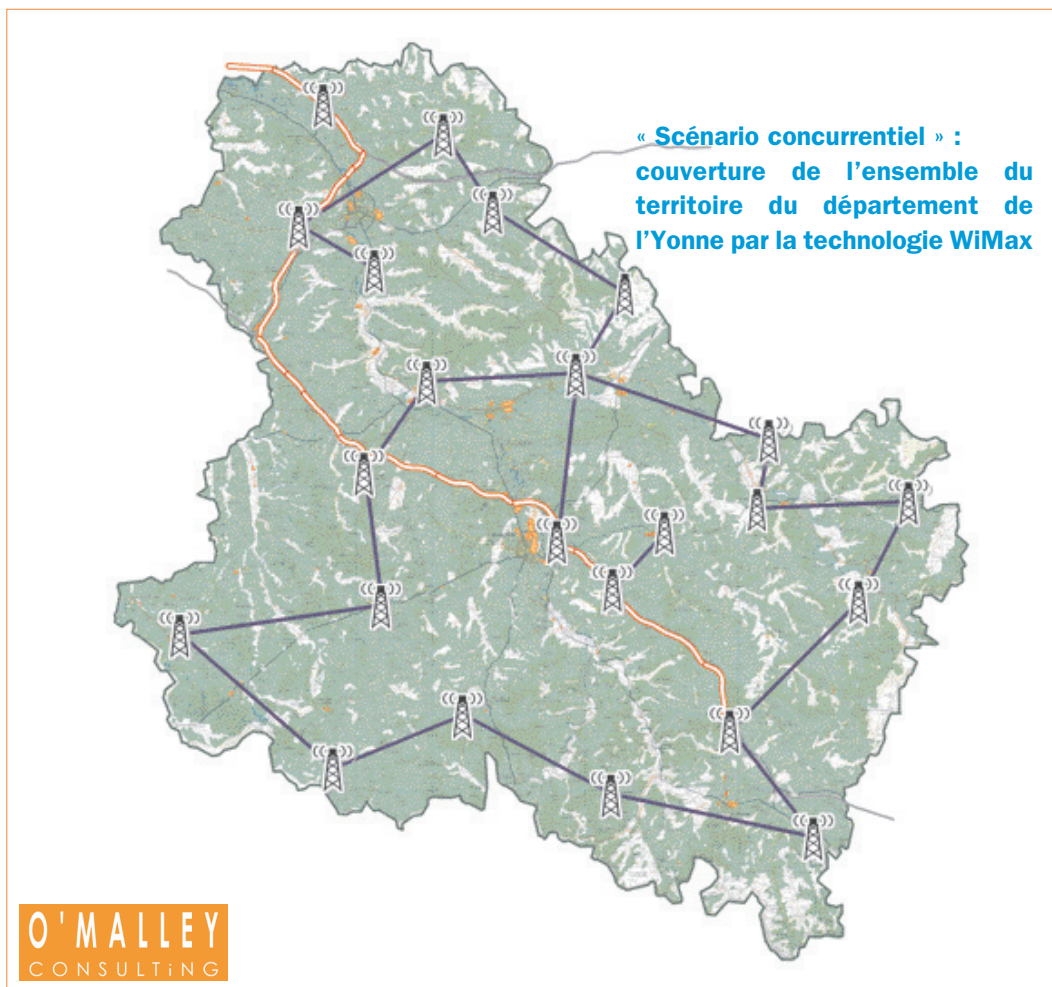 « Scénario concurrentiel » :
couverture de l'ensemble du
territoire du département de
l'Yonne par la technologie WiMax
O'MALLEY
CONSULTiNG